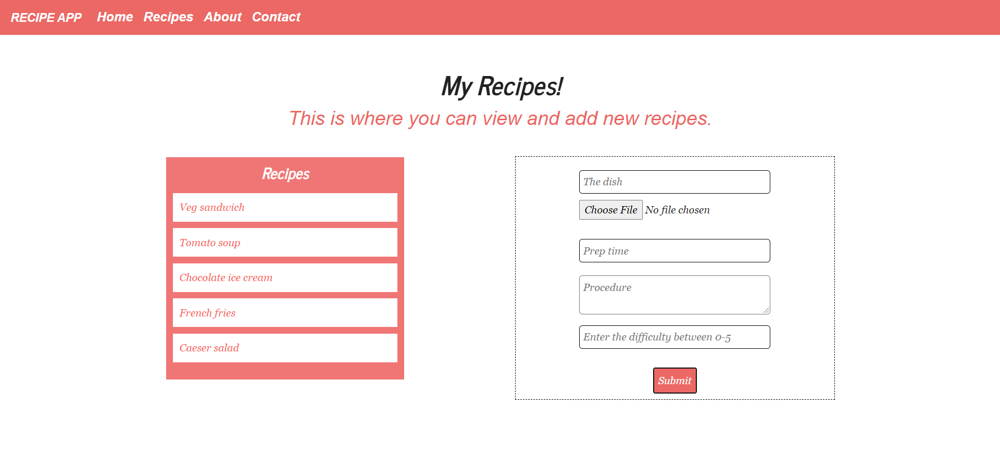 RECIPE APP Home Recipes About Contact
My Recipes!
This is where you can view and add new recipes.
Recipes
Veg sandwich
Tomato soup
Chocolate ice cream
French fries
Caeser salad
The dish
Choose File No file chosen
Prep time
Procedure
Enter the difficulty between 0-5
Submit